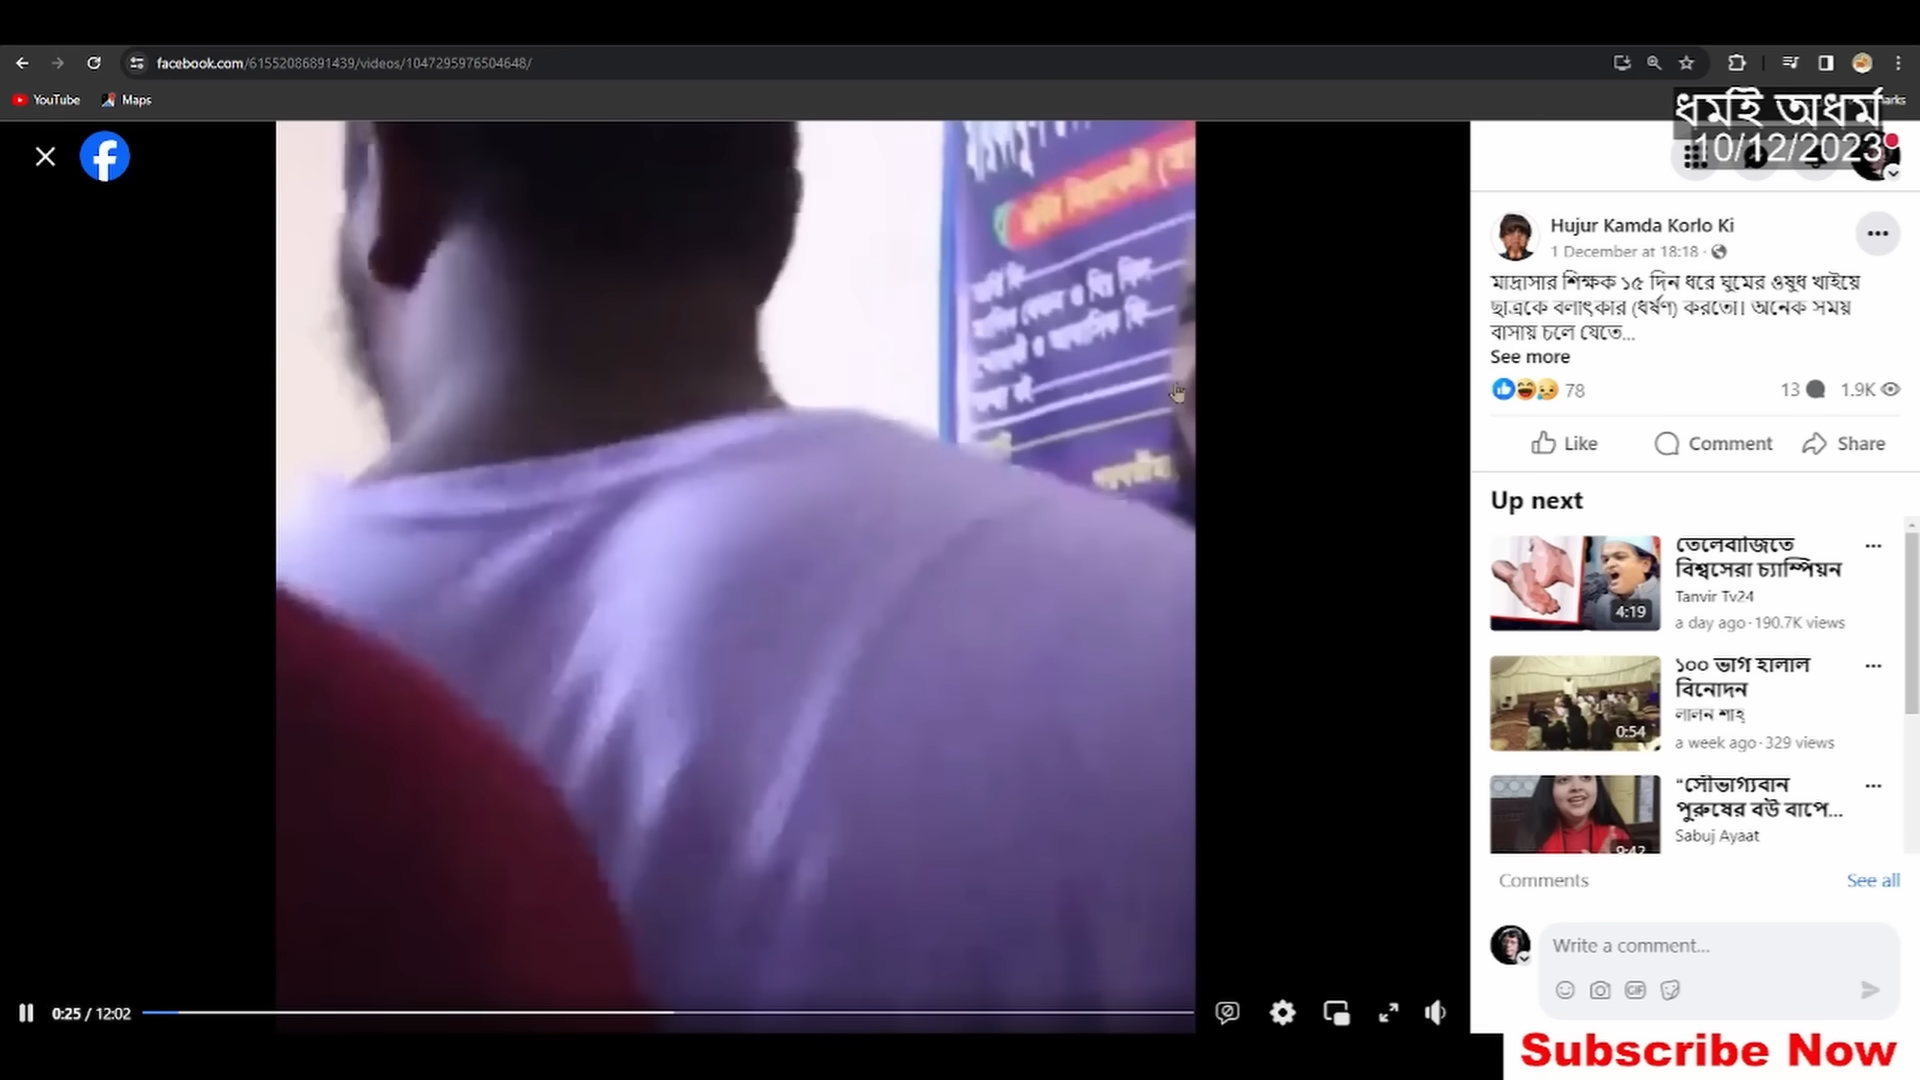 facebook.com/61552086891439/videos/1047295976504648/
YouTube
Maps
ধর্মই অধর্ম
10/12/2023
Hujur Kamda Korlo Ki
1 December at 18:18 ·
মাদ্রাসার শিক্ষক ১৫ দিন ধরে ঘুমের ওষুধ খাইয়ে
ছাত্রকে বলাৎকার (ধর্ষণ) করতো। অনেক সময়
বাসায় চলে যেতে...
See more
78
13
1.9K
Like
Comment
Share
Up next
তেলেবাজিতে
বিশ্বসেরা চ্যাম্পিয়ন
Tanvir Tv24
a day ago · 190.7K views
4:19
১০০ ভাগ হালাল
বিনোদন
লালন শাহ্
a week ago · 329 views
0:54
"সৌভাগ্যবান
পুরুষের বউ বাপে...
Sabuj Ayaat
9:42
Comments
See all
Write a comment...
GIF
0:25 / 12:02
Subscribe Now